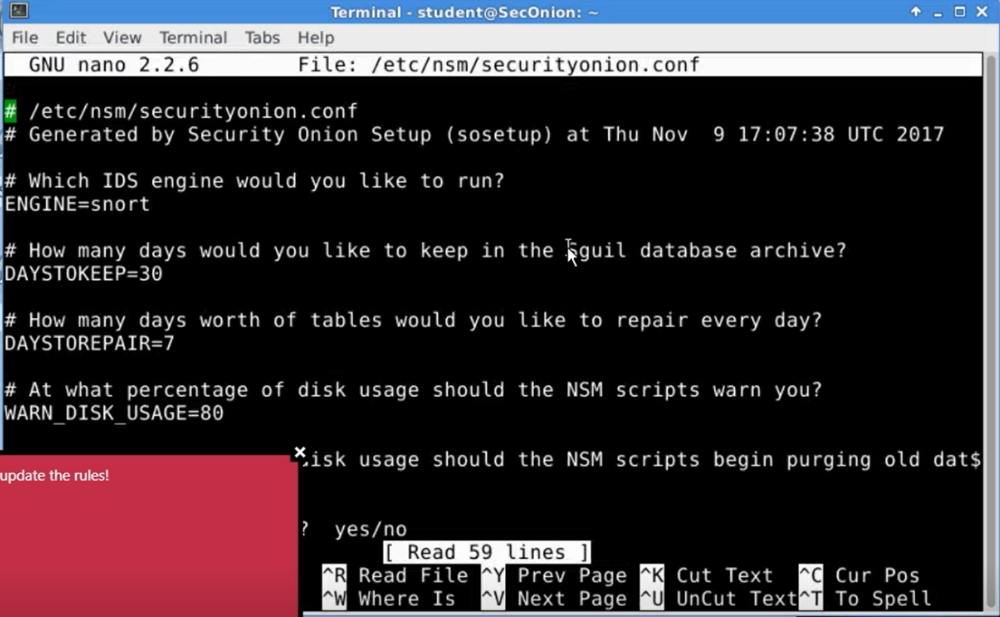 Terminal - student@SecOnion: ~
File Edit View Terminal Tabs Help
GNU nano 2.2.6 File: /etc/nsm/securityonion.conf
# /etc/nsm/securityonion.conf
# Generated by Security Onion Setup (sosetup) at Thu Nov  9 17:07:38 UTC 2017
# Which IDS engine would you like to run?
ENGINE=snort
# How many days would you like to keep in the Sguil database archive?
DAYSTOKEEP=30
# How many days worth of tables would you like to repair every day?
DAYSTOREPAIR=7
# At what percentage of disk usage should the NSM scripts warn you?
WARN_DISK_USAGE=80
disk usage should the NSM scripts begin purging old dat$
update the rules!
? yes/no
[ Read 59 lines ]
^R Read File ^Y Prev Page ^K Cut Text ^C Cur Pos
^W Where Is ^V Next Page ^U UnCut Text ^T To Spell